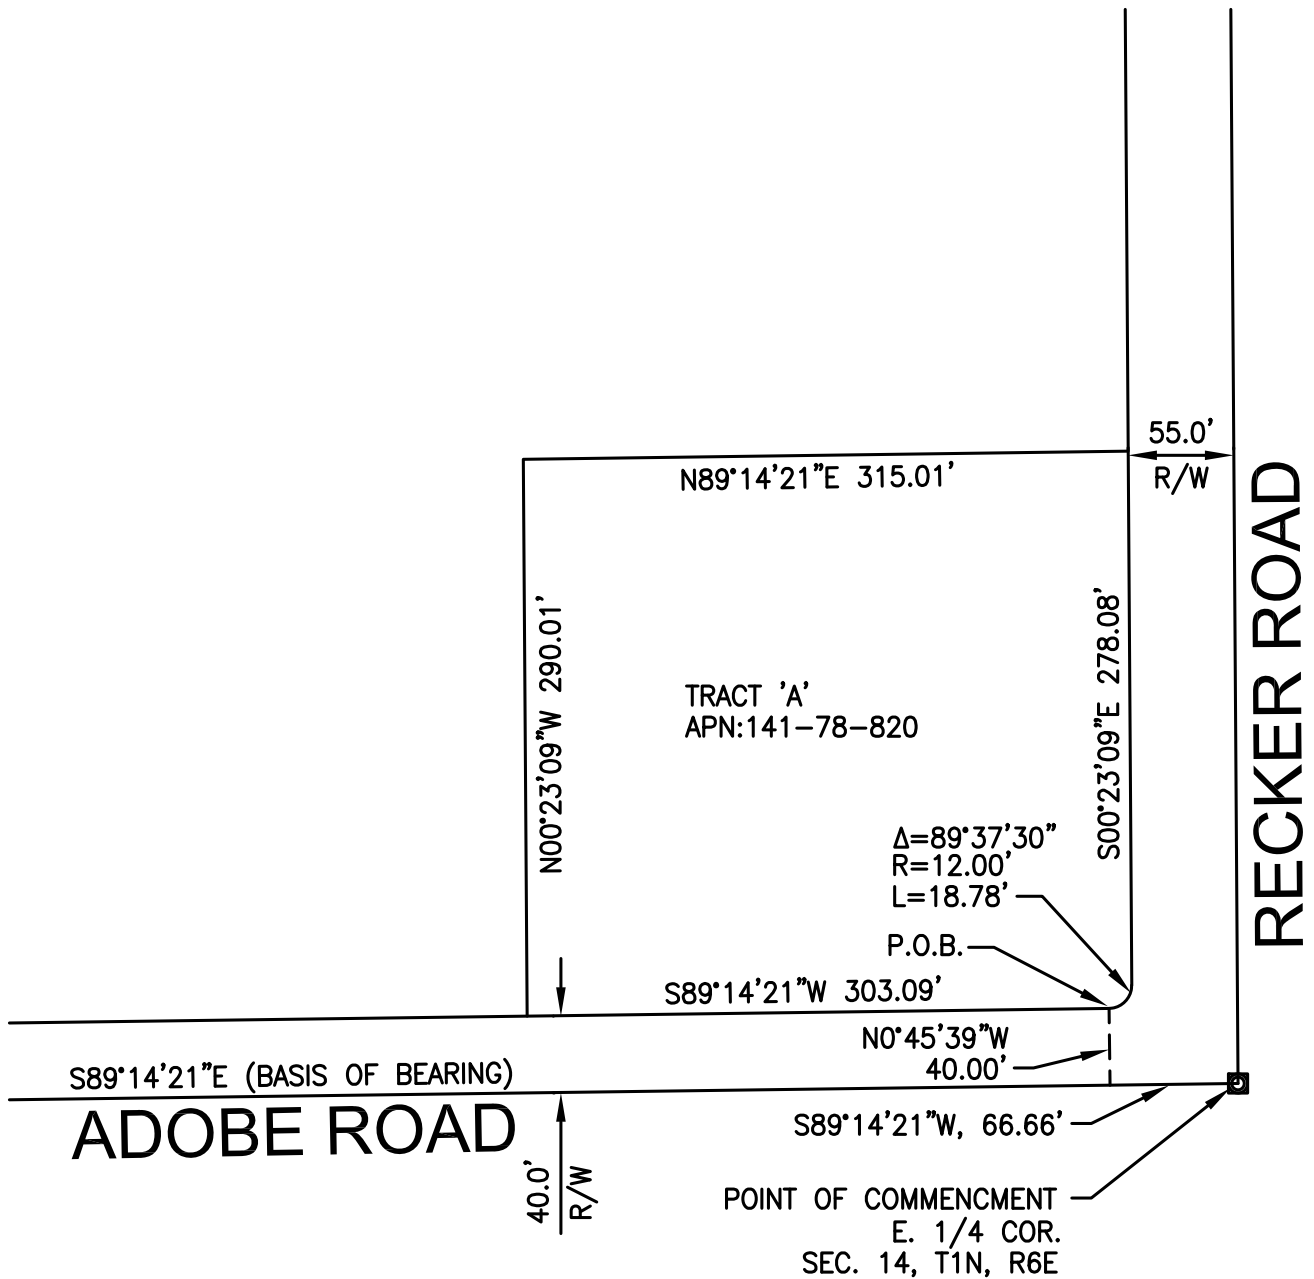 55.0'
R/W
N89°14'21"E 315.01'
RECKER ROAD
N00°23'09"W 290.01'
S00°23'09"E 278.08'
TRACT 'A'
APN:141-78-820
Δ=89°37'30"
R=12.00'
L=18.78'
P.O.B.
S89°14'21"W 303.09'
N0°45'39"W
40.00'
S89°14'21"E (BASIS OF BEARING)
ADOBE ROAD
S89°14'21"W, 66.66'
40.0'
R/W
POINT OF COMMENCMENT
E. 1/4 COR.
SEC. 14, T1N, R6E